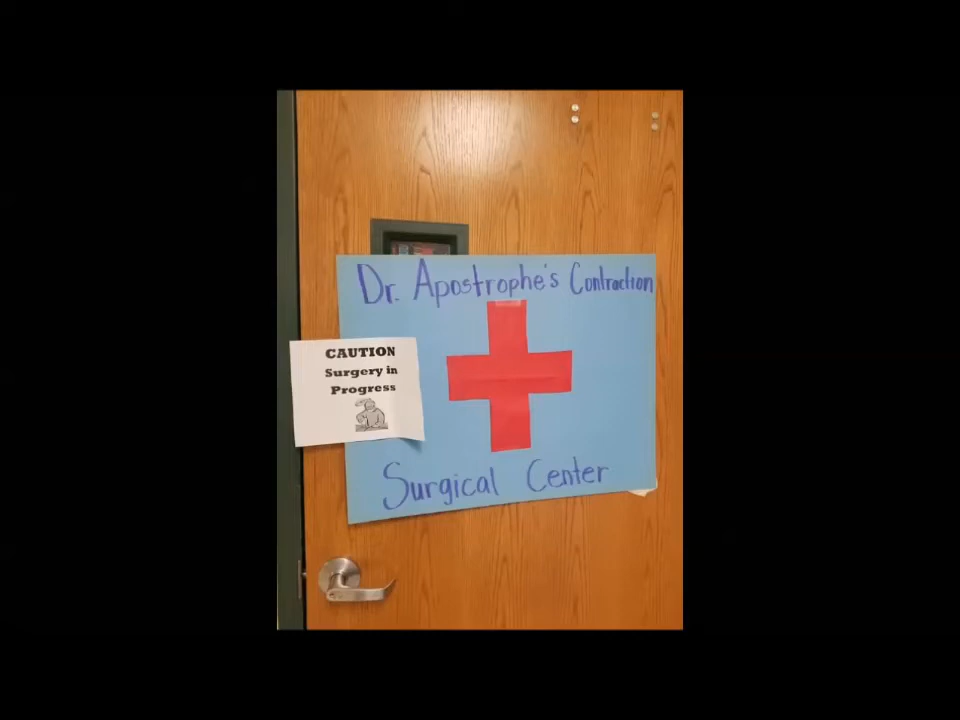 Dr. Apostrophe's Contraction
CAUTION
Surgery in
Progress
Surgical Center